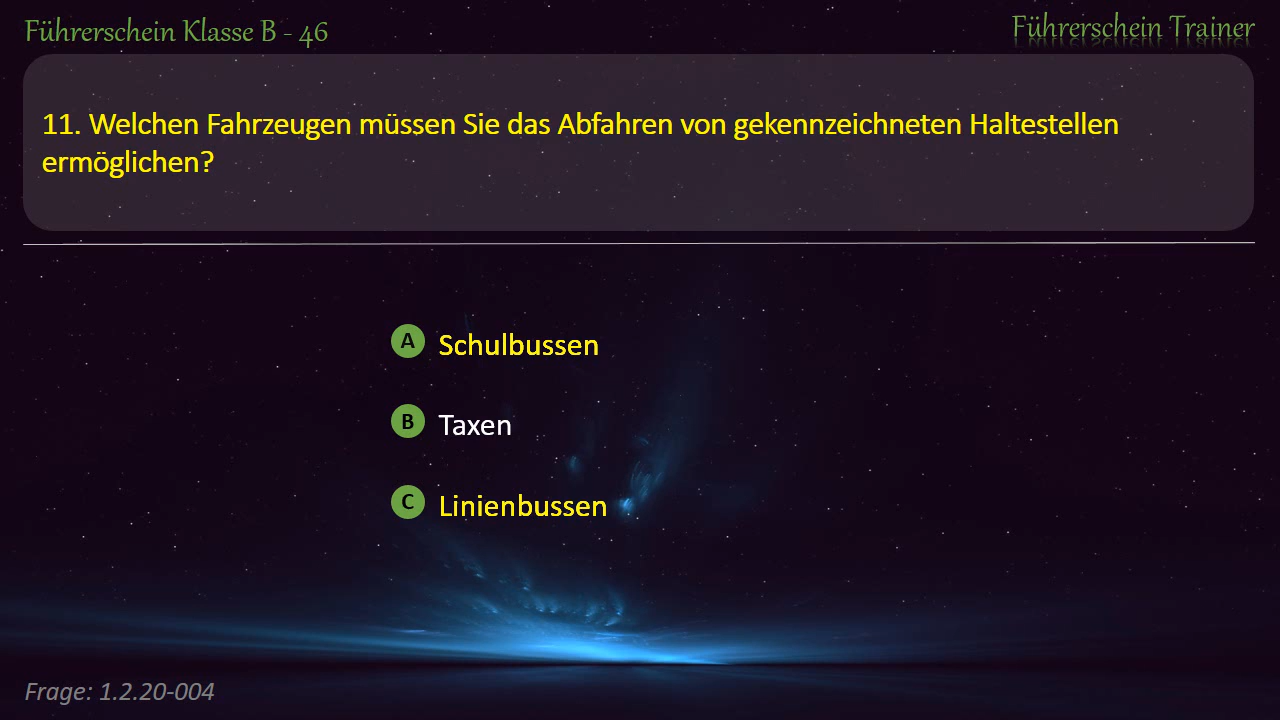 Führerschein Klasse B - 46
Führerschein Trainer
11. Welchen Fahrzeugen müssen Sie das Abfahren von gekennzeichneten Haltestellen
ermöglichen?
A Schulbussen
B Taxen
C Linienbussen
Frage: 1.2.20-004